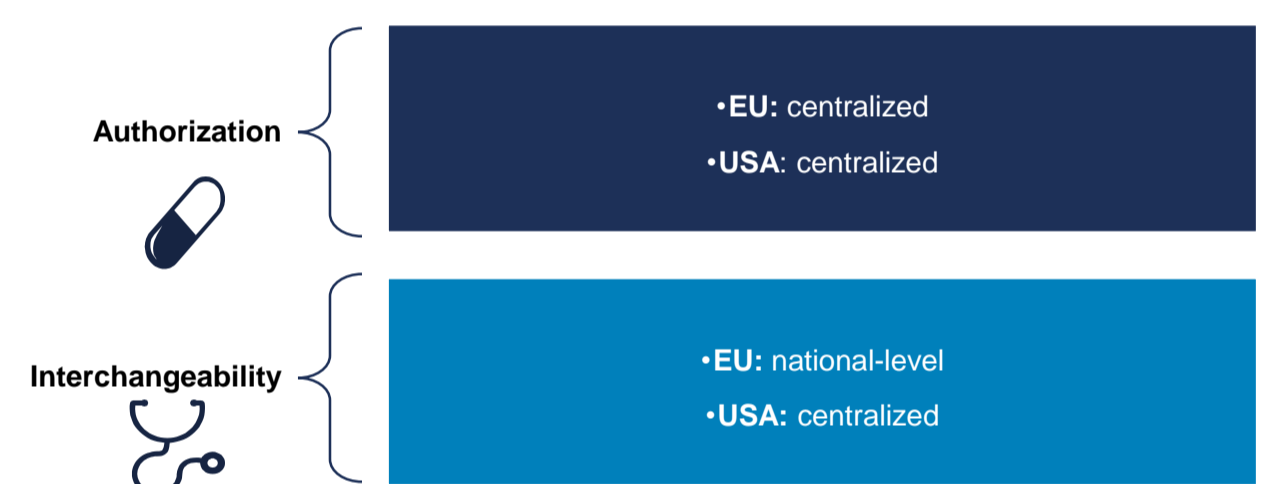 Authorization
•EU: centralized
•USA: centralized
Interchangeability
•EU: national-level
•USA: centralized